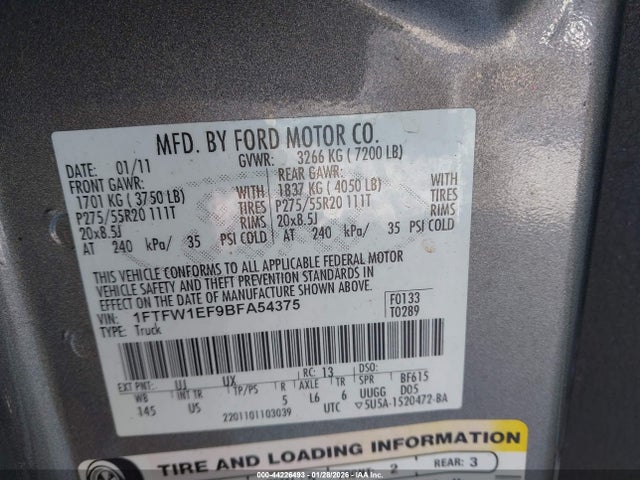 MFD. BY FORD MOTOR CO.
DATE: 01/11 GVWR: 3266 KG ( 7200 LB)
FRONT GAWR: REAR GAWR:
1701 KG ( 3750 LB) WITH 1837 KG ( 4050 LB) WITH
P275/55R20 111T TIRES P275/55R20 111T TIRES
20x8.5J RIMS 20x8.5J RIMS
AT 240 kPa/ 35 PSI COLD AT 240 kPa/ 35 PSI COLD
THIS VEHICLE CONFORMS TO ALL APPLICABLE FEDERAL MOTOR
VEHICLE SAFETY AND THEFT PREVENTION STANDARDS IN
EFFECT ON THE DATE OF MANUFACTURE SHOWN ABOVE.
VIN: 1FTFW1EF9BFA54375 F0133
TYPE: Truck T0289
EXT PNT: UJ UX RC: 13 DSO:
WB INT TR TP/PS R AXLE TR SPR BF615
145 US 5 L6 6 UUGG D05
2201101103039 UTC ▽5U5A-1520472-BA
TIRE AND LOADING INFORMATION
2 REAR: 3
000-44226493 - 01/28/2026 - IAAI.COM